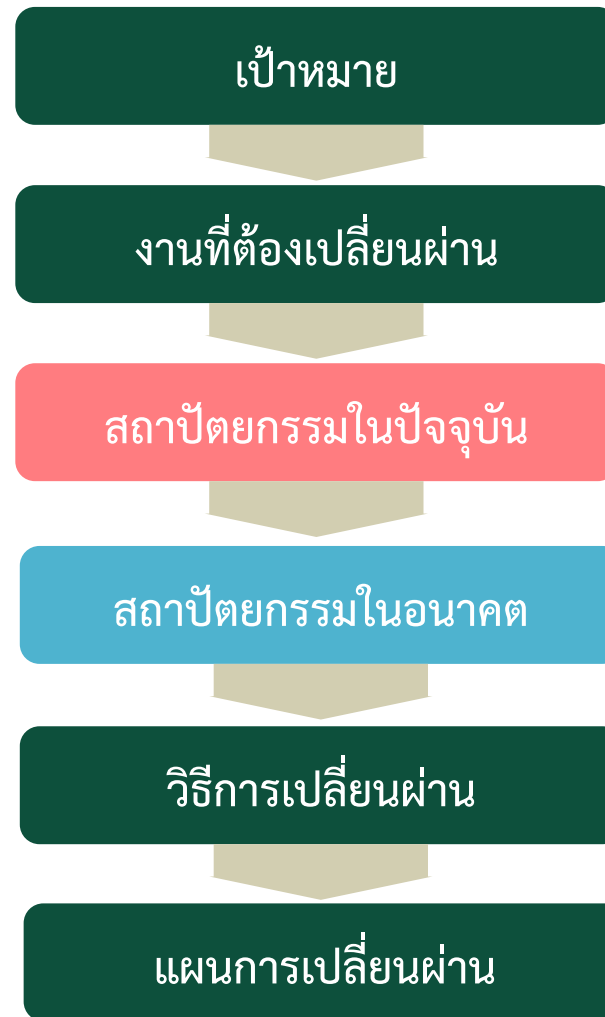 เป้าหมาย
งานที่ต้องเปลี่ยนผ่าน
สถาปัตยกรรมในปัจจุบัน
สถาปัตยกรรมในอนาคต
วิธีการเปลี่ยนผ่าน
แผนการเปลี่ยนผ่าน